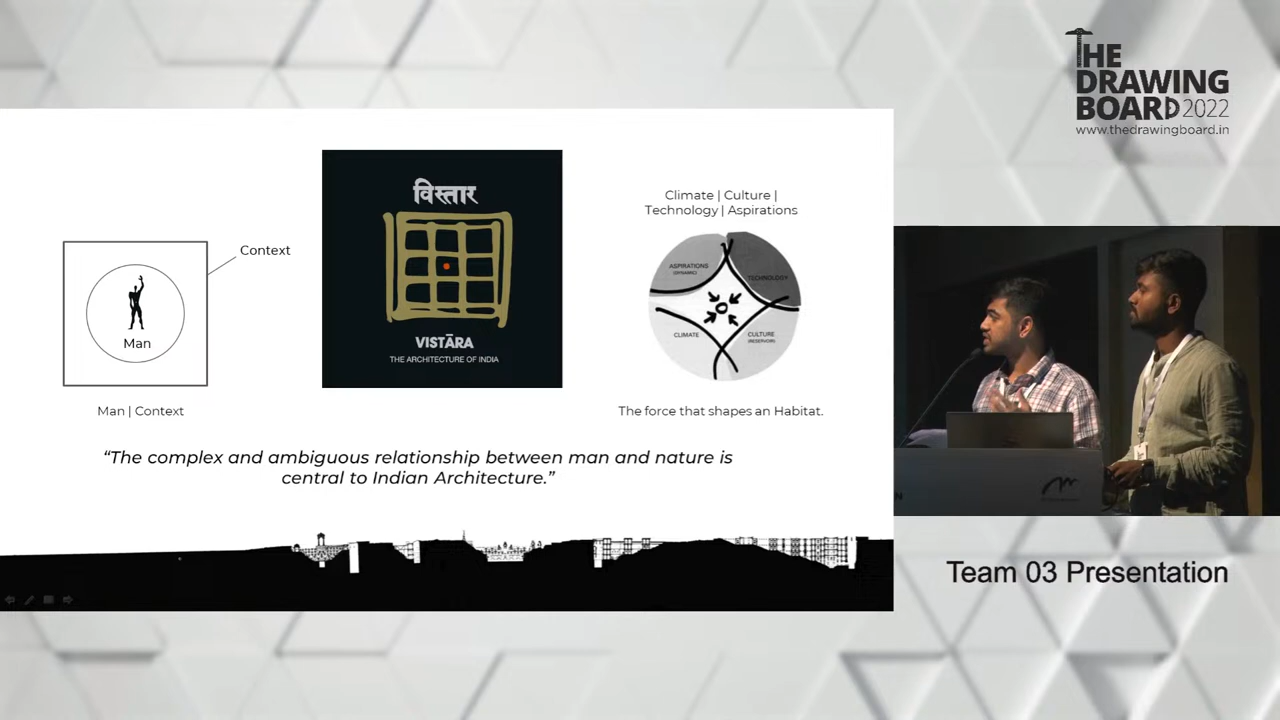 THE
DRAWING
BOARD 2022
www.thedrawingboard.in
Context
Man
Man | Context
विस्तार
VISTĀRA
THE ARCHITECTURE OF INDIA
Climate | Culture |
Technology | Aspirations
ASPIRATIONS
(DYNAMIC)
TECHNOLOGY
CLIMATE
CULTURE
(RESERVOIR)
The force that shapes an Habitat.
“The complex and ambiguous relationship between man and nature is
central to Indian Architecture.”
Team 03 Presentation